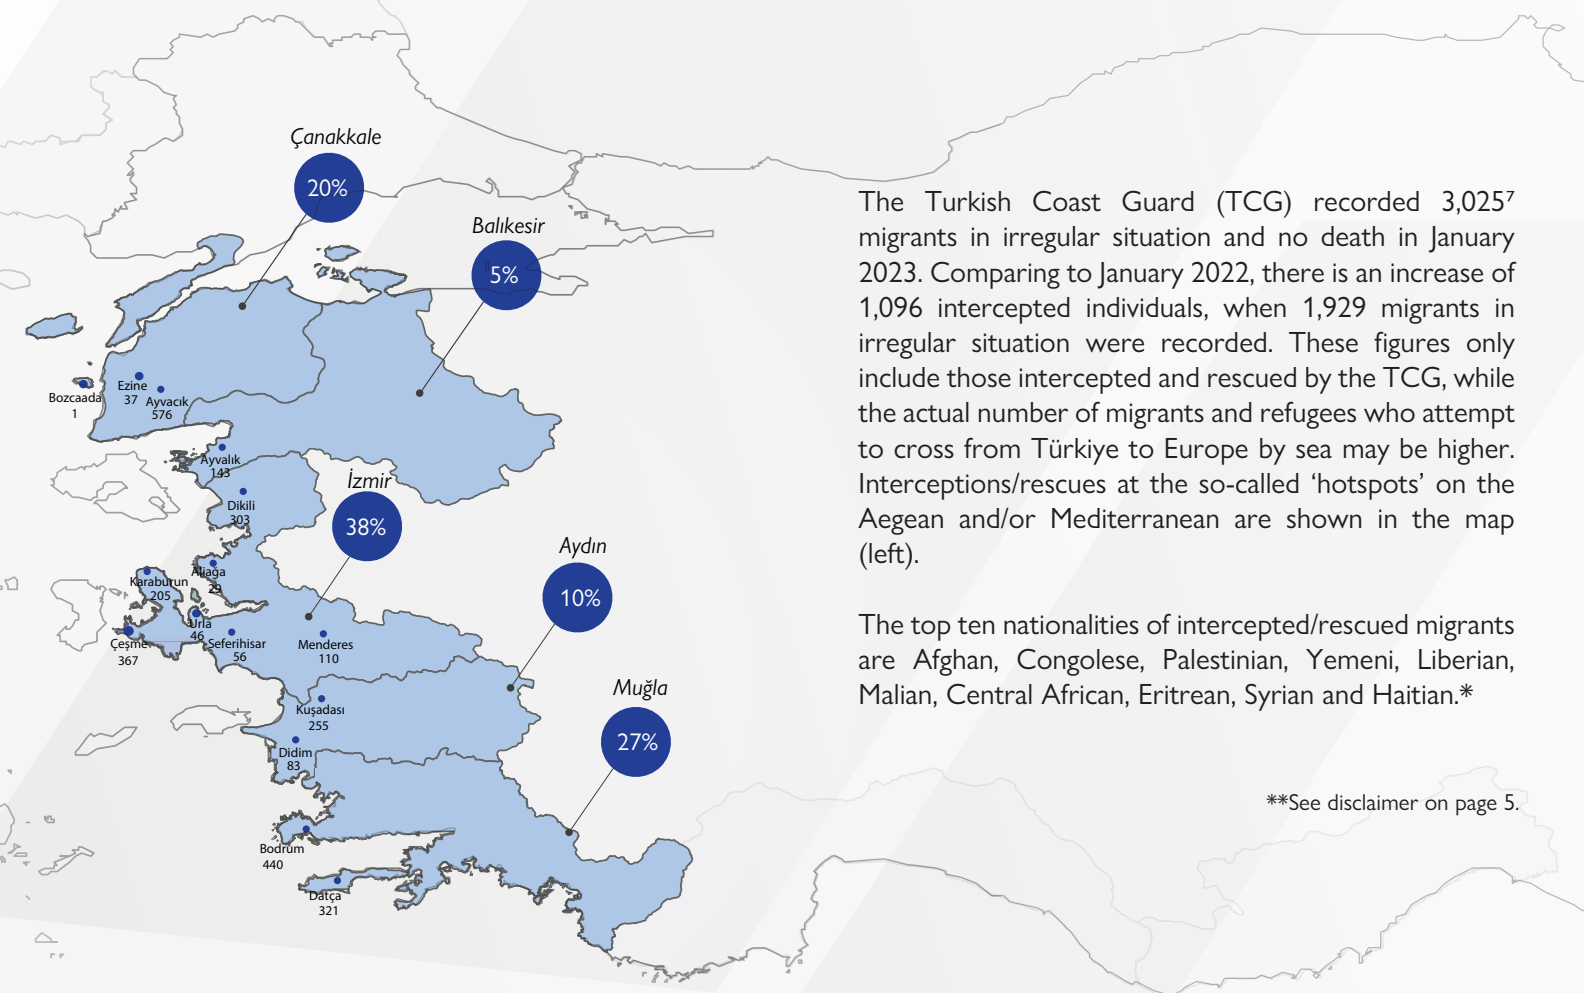 Çanakkale
20%
Balıkesir
5%
Ezine
37
Bozcaada
1
Ayvacık
576
Ayvalık
143
İzmir
38%
Dikili
303
Aydın
10%
Aliağa
29
Karaburun
205
Urla
46
Çeşme
367
Seferihisar
56
Menderes
110
Muğla
27%
Kuşadası
255
Didim
83
Bodrum
440
Datça
321
The Turkish Coast Guard (TCG) recorded 3,025⁷
migrants in irregular situation and no death in January
2023. Comparing to January 2022, there is an increase of
1,096 intercepted individuals, when 1,929 migrants in
irregular situation were recorded. These figures only
include those intercepted and rescued by the TCG, while
the actual number of migrants and refugees who attempt
to cross from Türkiye to Europe by sea may be higher.
Interceptions/rescues at the so-called ‘hotspots’ on the
Aegean and/or Mediterranean are shown in the map
(left).
The top ten nationalities of intercepted/rescued migrants
are Afghan, Congolese, Palestinian, Yemeni, Liberian,
Malian, Central African, Eritrean, Syrian and Haitian.*
**See disclaimer on page 5.